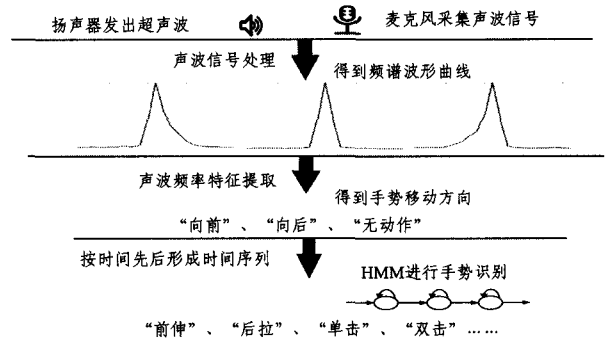 扬声器发出超声波
麦克风采集声波信号
声波信号处理
得到频谱波形曲线
声波频率特征提取
得到手势移动方向
“向前”、“向后”、“无动作”
按时间先后形成时间序列
HMM进行手势识别
“前伸”、“后拉”、“单击”、“双击”……